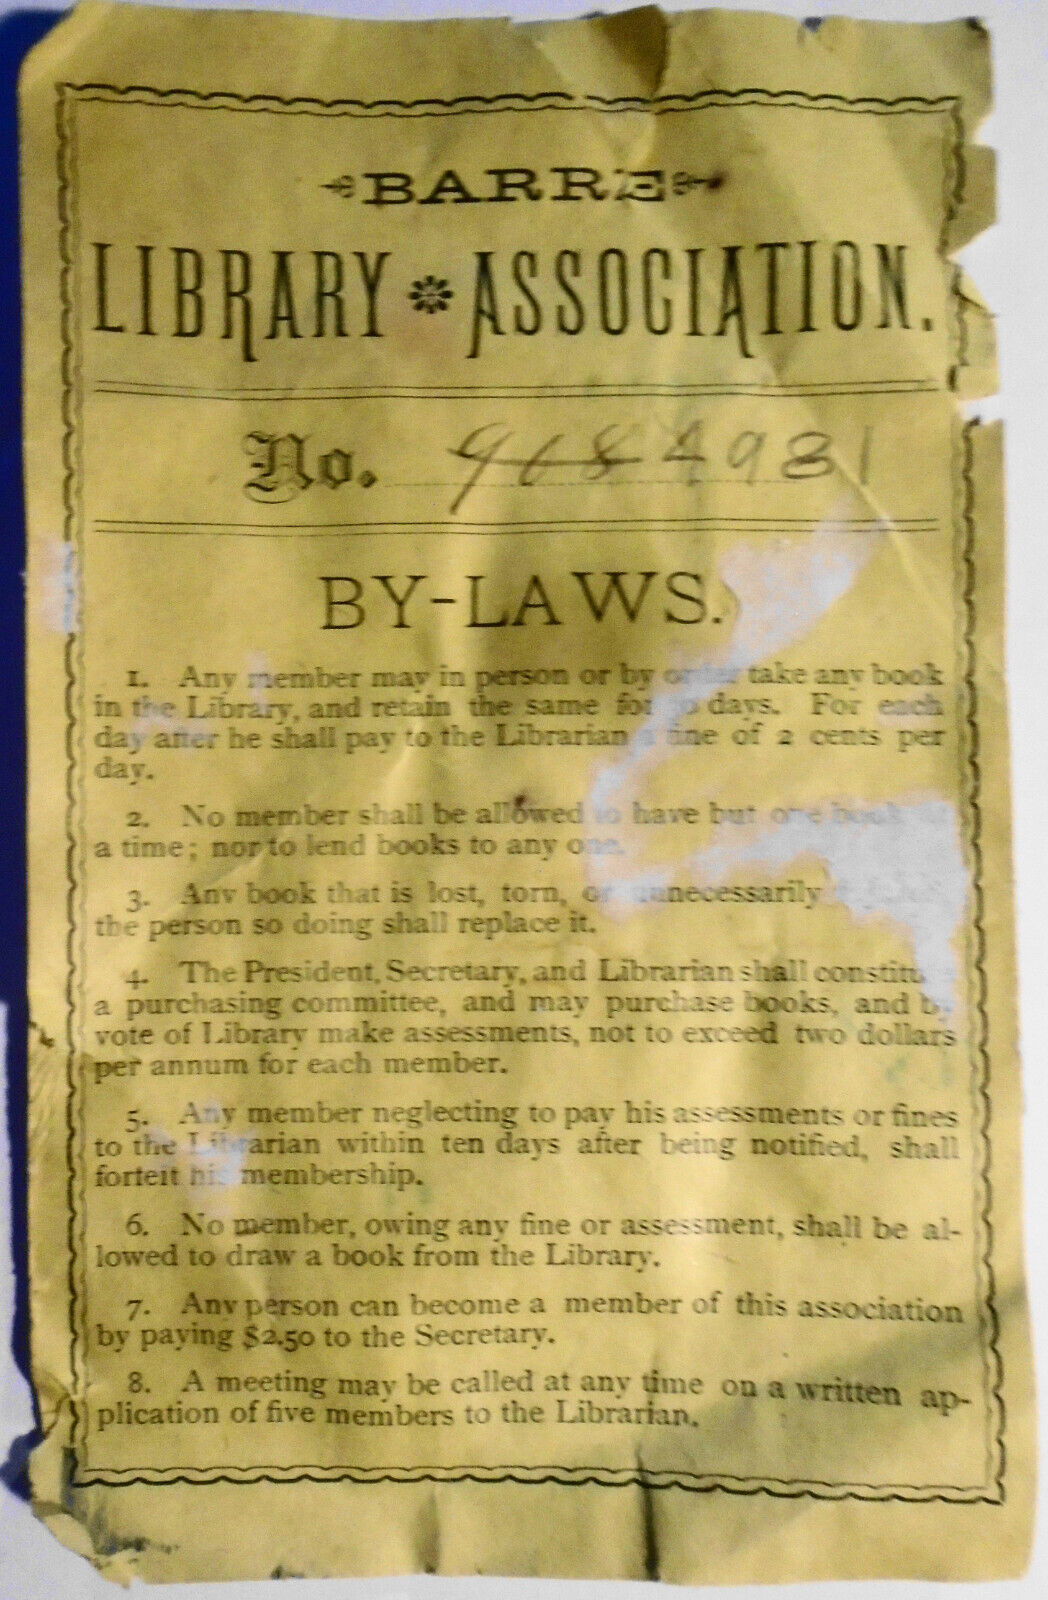 BARRE
LIBRARY ASSOCIATION.
No. 968 4981
BY-LAWS.
1. Any member may in person or by order take any book
in the Library, and retain the same for 30 days. For each
day after he shall pay to the Librarian a fine of 2 cents per
day.
2. No member shall be allowed to have but one book at
a time; nor to lend books to any one.
3. Any book that is lost, torn, or unnecessarily
the person so doing shall replace it.
4. The President, Secretary, and Librarian shall constitute
a purchasing committee, and may purchase books, and by
vote of Library make assessments, not to exceed two dollars
per annum for each member.
5. Any member neglecting to pay his assessments or fines
to the Librarian within ten days after being notified, shall
forfeit his membership.
6. No member, owing any fine or assessment, shall be al-
lowed to draw a book from the Library.
7. Any person can become a member of this association
by paying $2.50 to the Secretary.
8. A meeting may be called at any time on a written ap-
plication of five members to the Librarian.